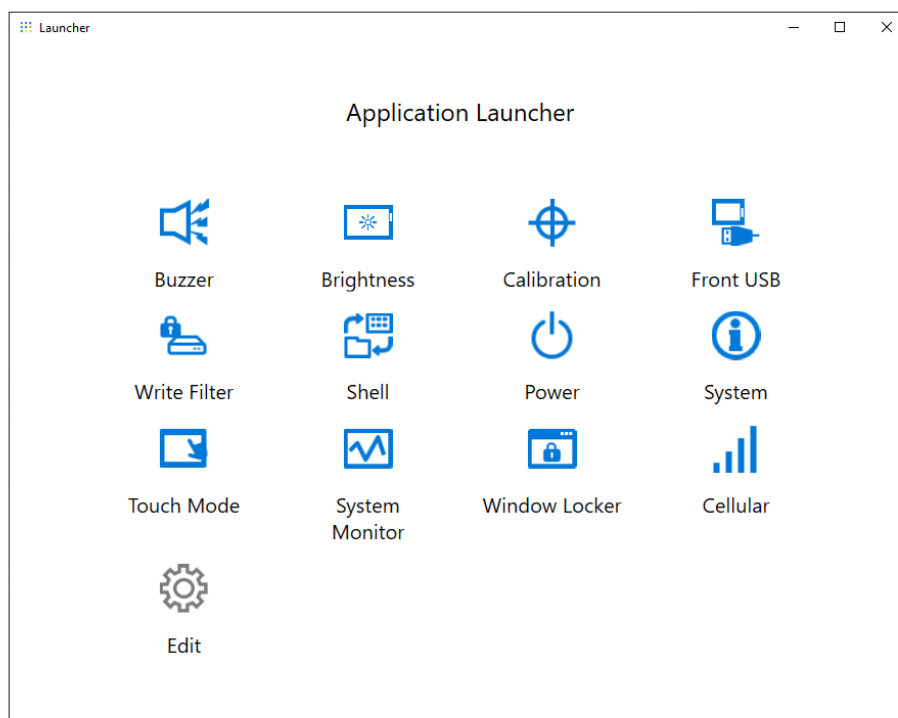 Launcher
Application Launcher
Buzzer
Brightness
Calibration
Front USB
Write Filter
Shell
Power
System
Touch Mode
System
Monitor
Window Locker
Cellular
Edit